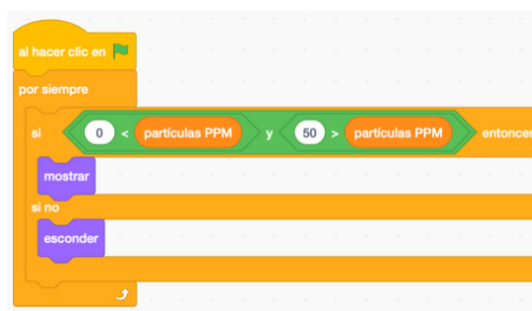 al hacer clic en
por siempre
si 0 < partículas PPM y 50 > partículas PPM entonces
mostrar
si no
esconder